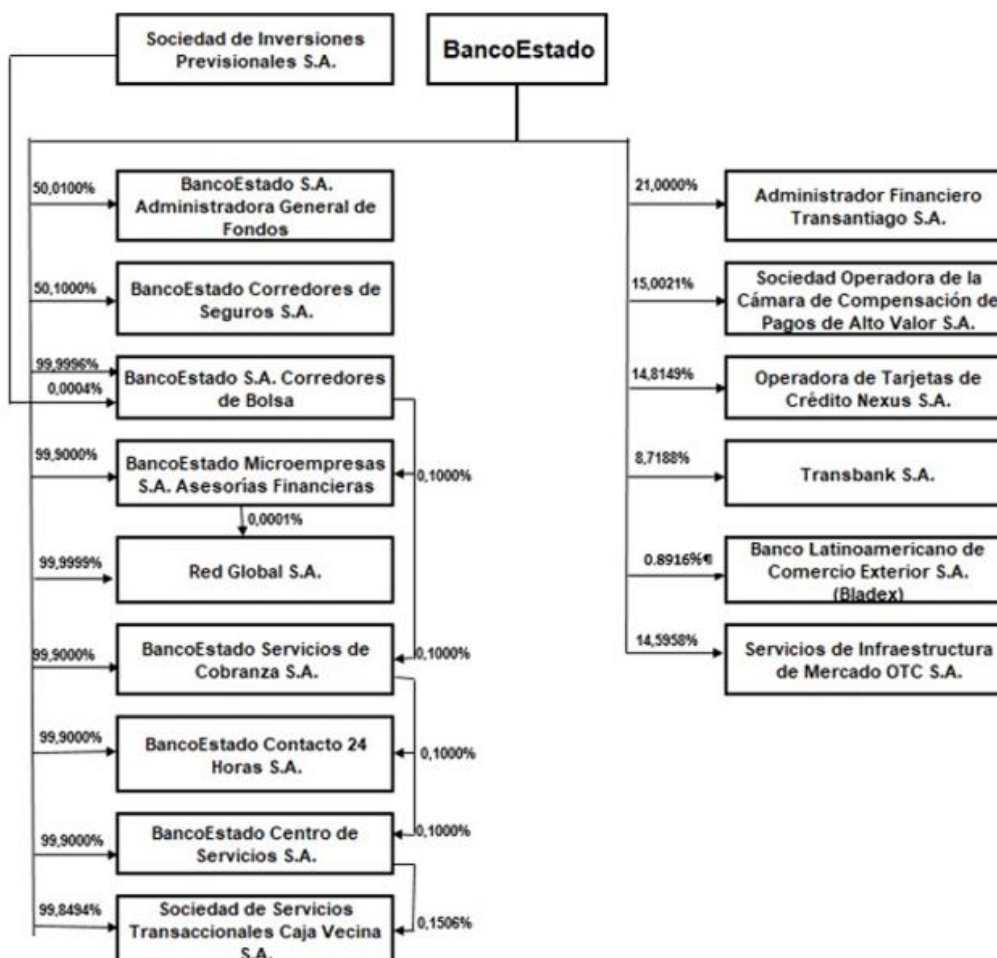 Sociedad de Inversiones
Previsionales S.A.
BancoEstado
50,0100%
BancoEstado S.A.
Administradora General de
Fondos
50,1000%
BancoEstado Corredores de
Seguros S.A.
99,9996%
0,0004%
BancoEstado S.A. Corredores
de Bolsa
99,9000%
BancoEstado Microempresas
S.A. Asesorías Financieras
0,1000%
0,0001%
99,9999%
Red Global S.A.
99,9000%
BancoEstado Servicios de
Cobranza S.A.
0,1000%
99,9000%
BancoEstado Contacto 24
Horas S.A.
0,1000%
99,9000%
BancoEstado Centro de
Servicios S.A.
0,1000%
99,8494%
Sociedad de Servicios
Transaccionales Caja Vecina
S.A.
0,1506%
21,0000%
Administrador Financiero
Transantiago S.A.
15,0021%
Sociedad Operadora de la
Cámara de Compensación de
Pagos de Alto Valor S.A.
14,8149%
Operadora de Tarjetas de
Crédito Nexus S.A.
8,7188%
Transbank S.A.
0.8916%¶
Banco Latinoamericano de
Comercio Exterior S.A.
(Bladex)
14,5958%
Servicios de Infraestructura
de Mercado OTC S.A.